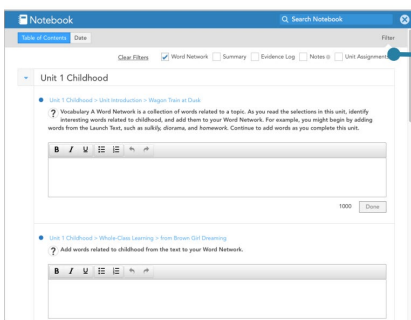 Notebook
Search Notebook
Table of Contents Date
Filter
Clear Filters Word Network Summary Evidence Log Notes Unit Assignments
Unit 1 Childhood
Unit 1 Childhood > Unit Introduction > Wagon Train at Dusk
? Vocabulary A Word Network is a collection of words related to a topic. As you read the selections in this unit, identify
interesting words related to childhood, and add them to your Word Network. For example, you might begin by adding
words from the Launch Text, such as sulkily, diorama, and homework. Continue to add words as you complete this unit.
B I U
1000 Done
Unit 1 Childhood > Whole-Class Learning > from Brown Girl Dreaming
? Add words related to childhood from the text to your Word Network.
B I U